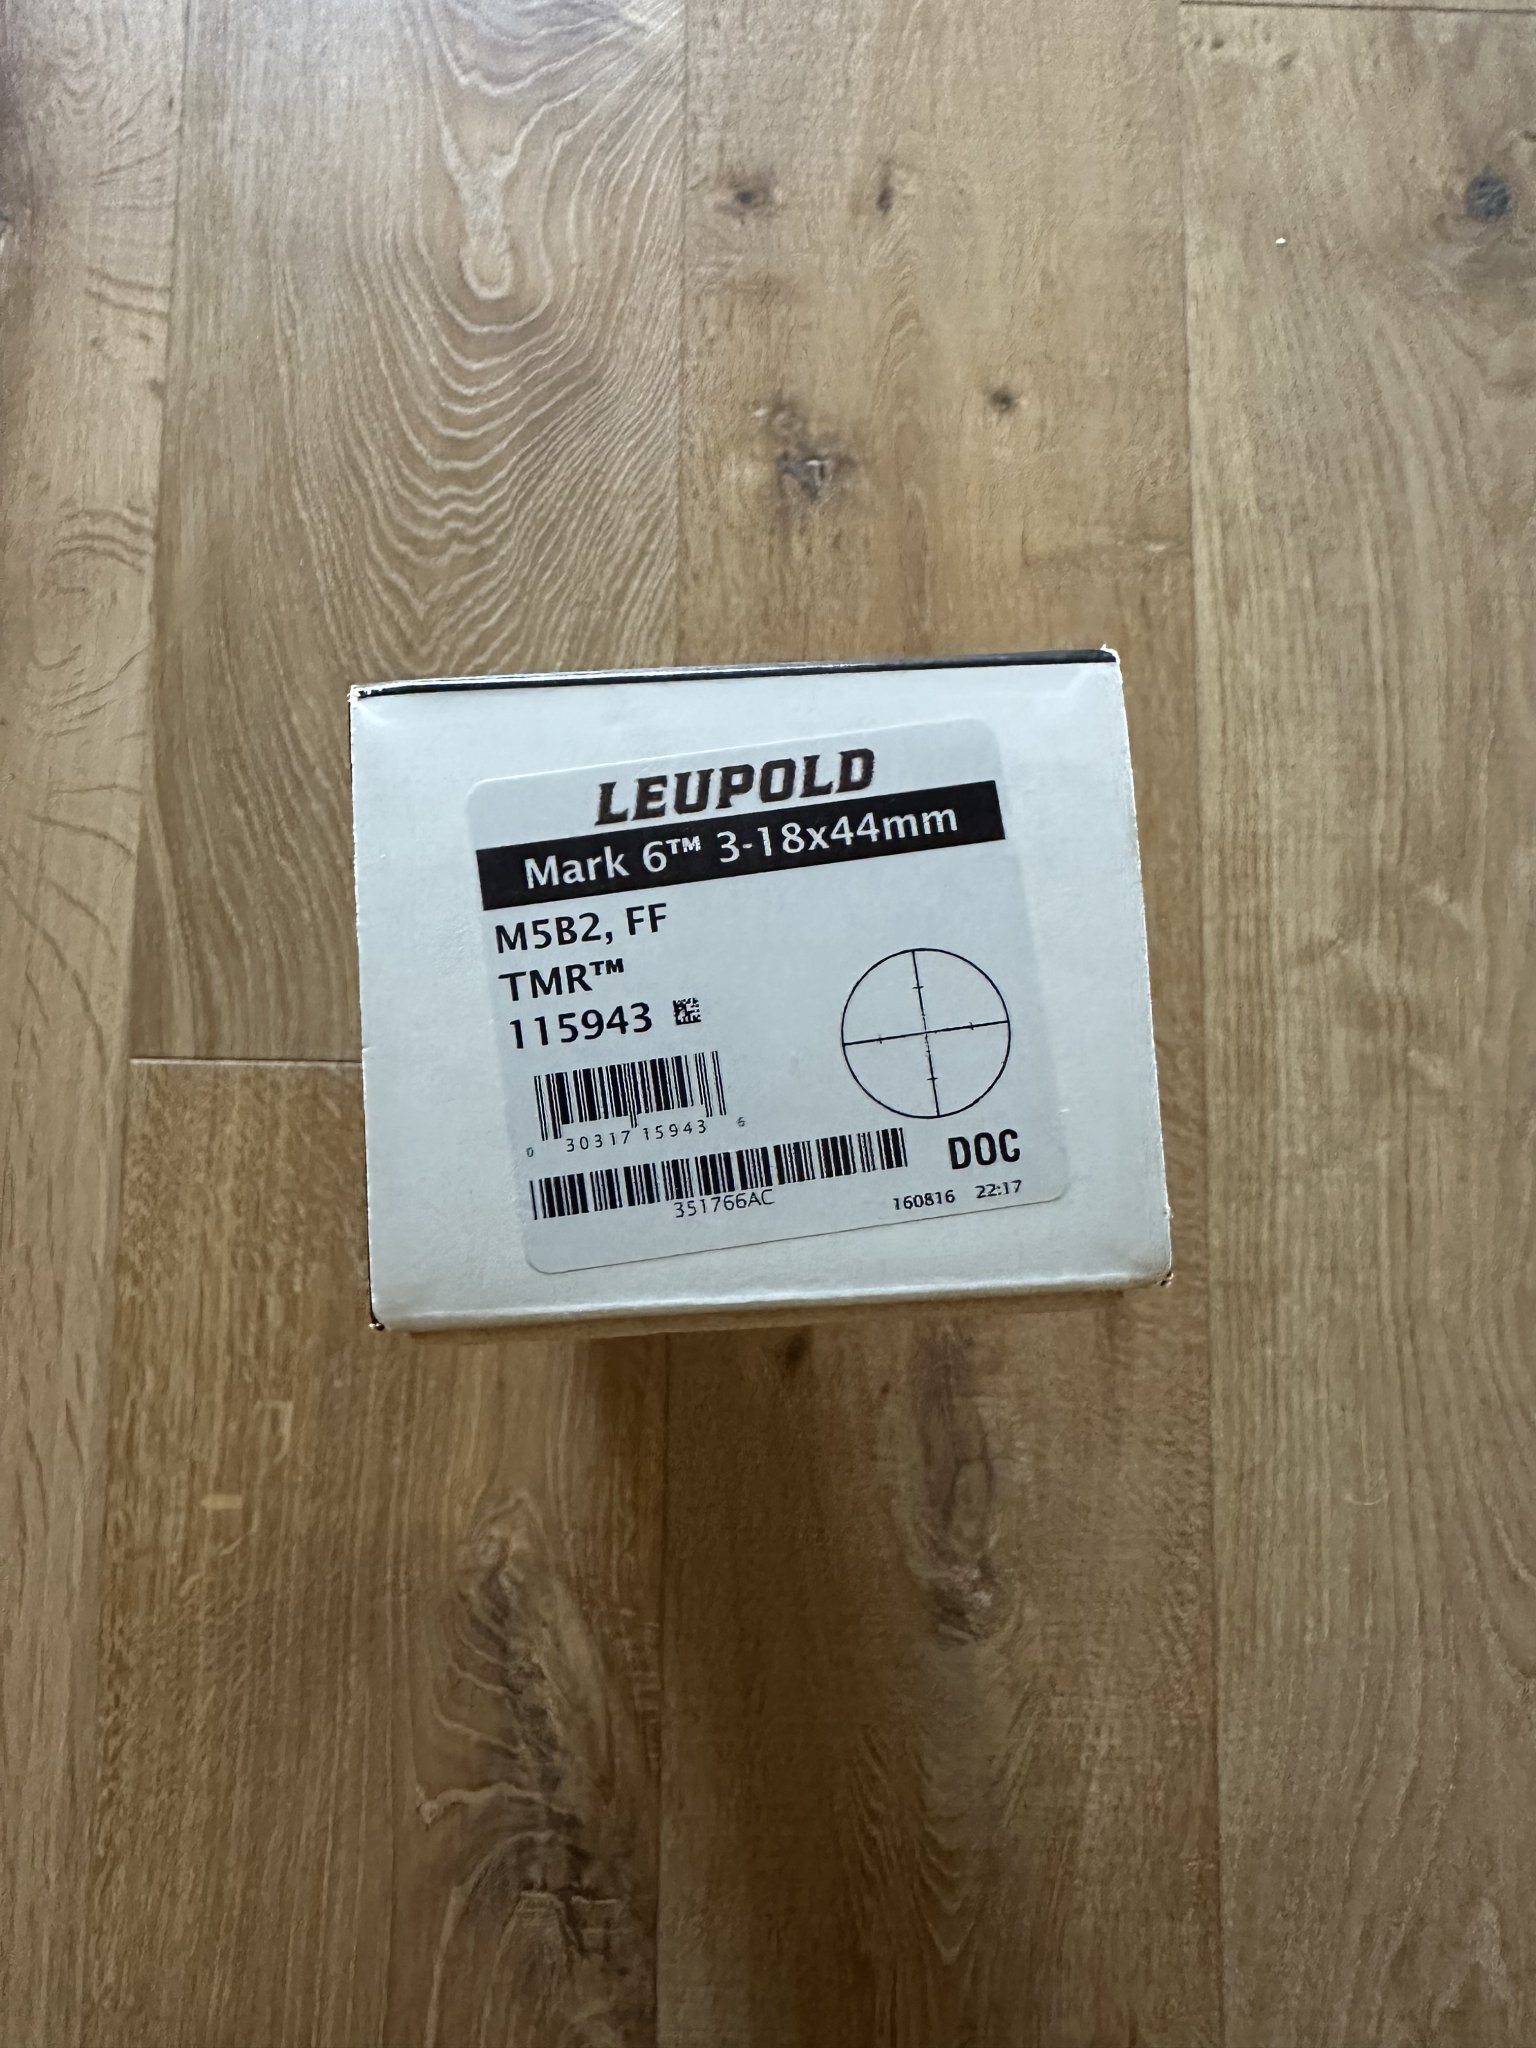 LEUPOLD
Mark 6™ 3-18x44mm
M5B2, FF
TMR™
115943
0 30317 15943 6
351766AC
DOC
160816 22:17